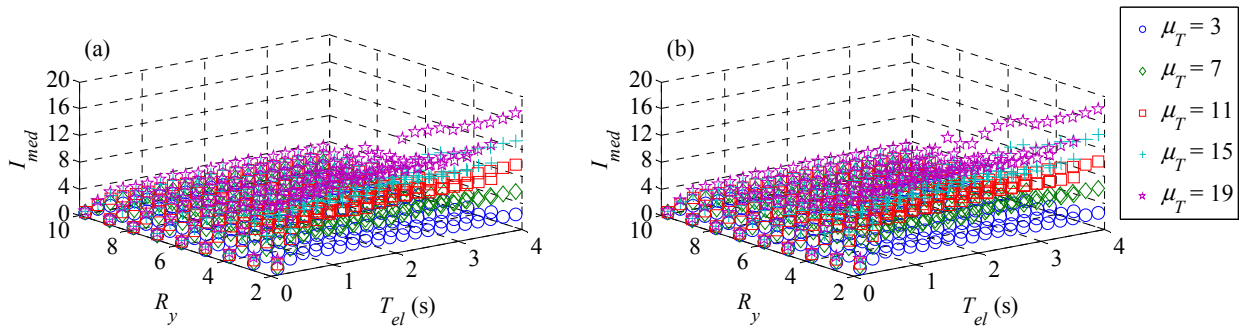 (a)
20
16
12
8
4
0
I_med
10
8
6
4
2
R_y
0
1
2
3
4
T_el (s)
(b)
20
16
12
8
4
0
I_med
10
8
6
4
2
R_y
0
1
2
3
4
T_el (s)
μ_T = 3
μ_T = 7
μ_T = 11
μ_T = 15
μ_T = 19